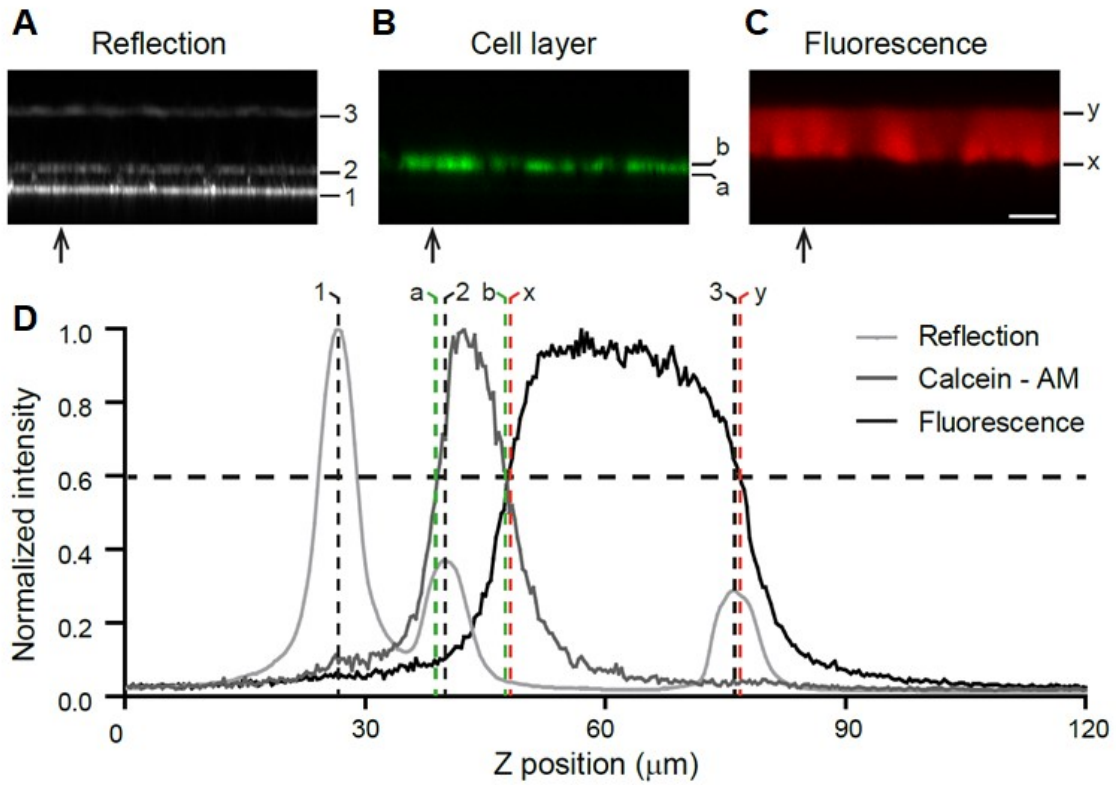 A
Reflection
3
2
1
B
Cell layer
b
a
C
Fluorescence
y
x
D
1
a
2
b
x
3
y
Reflection
Calcein - AM
Fluorescence
Normalized intensity
1.0
0.8
0.6
0.4
0.2
0.0
0
30
60
90
120
Z position (μm)